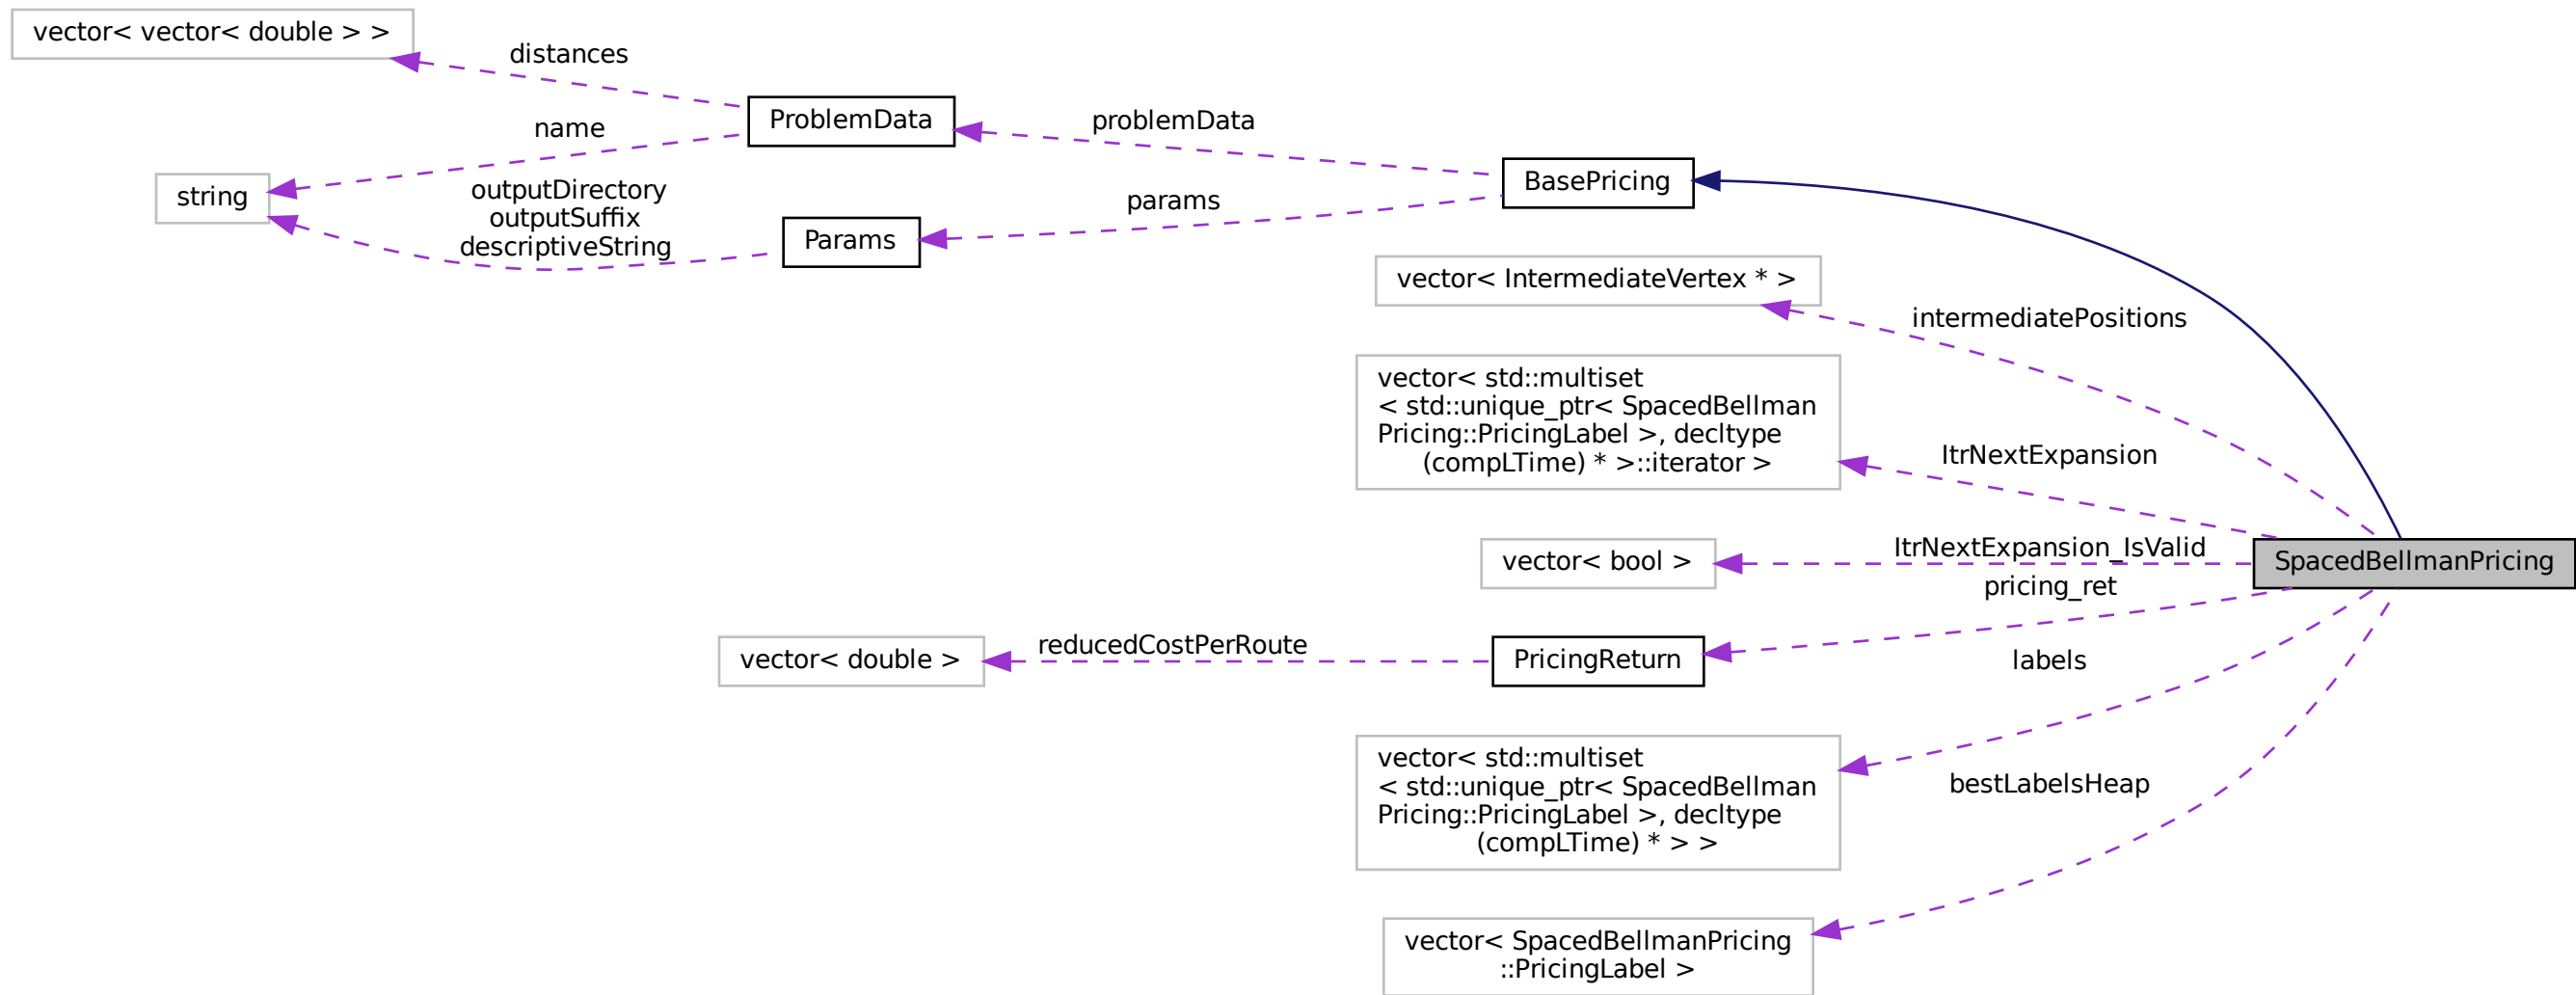 vector< vector< double > >
distances
ProblemData
name
problemData
string
outputDirectory
outputSuffix
descriptiveString
Params
params
BasePricing
vector< IntermediateVertex * >
intermediatePositions
vector< std::multiset
< std::unique_ptr< SpacedBellman
Pricing::PricingLabel >, decltype
(compLTime) * >::iterator >
ItrNextExpansion
vector< bool >
ItrNextExpansion_IsValid
SpacedBellmanPricing
pricing_ret
vector< double >
reducedCostPerRoute
PricingReturn
labels
vector< std::multiset
< std::unique_ptr< SpacedBellman
Pricing::PricingLabel >, decltype
(compLTime) * > >
bestLabelsHeap
vector< SpacedBellmanPricing
::PricingLabel >